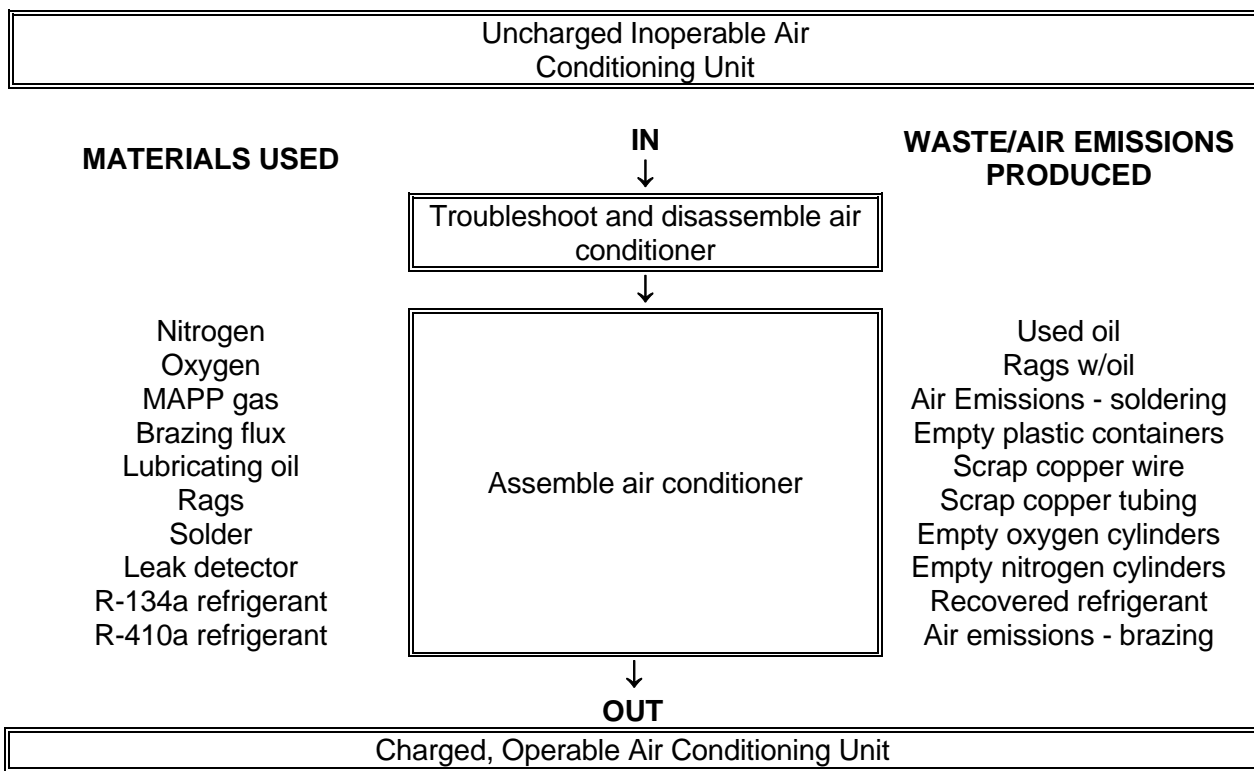 Uncharged Inoperable Air
Conditioning Unit
MATERIALS USED
IN
↓
WASTE/AIR EMISSIONS
PRODUCED
Troubleshoot and disassemble air
conditioner
↓
Nitrogen
Oxygen
MAPP gas
Brazing flux
Lubricating oil
Rags
Solder
Leak detector
R-134a refrigerant
R-410a refrigerant
Assemble air conditioner
Used oil
Rags w/oil
Air Emissions - soldering
Empty plastic containers
Scrap copper wire
Scrap copper tubing
Empty oxygen cylinders
Empty nitrogen cylinders
Recovered refrigerant
Air emissions - brazing
↓
OUT
Charged, Operable Air Conditioning Unit